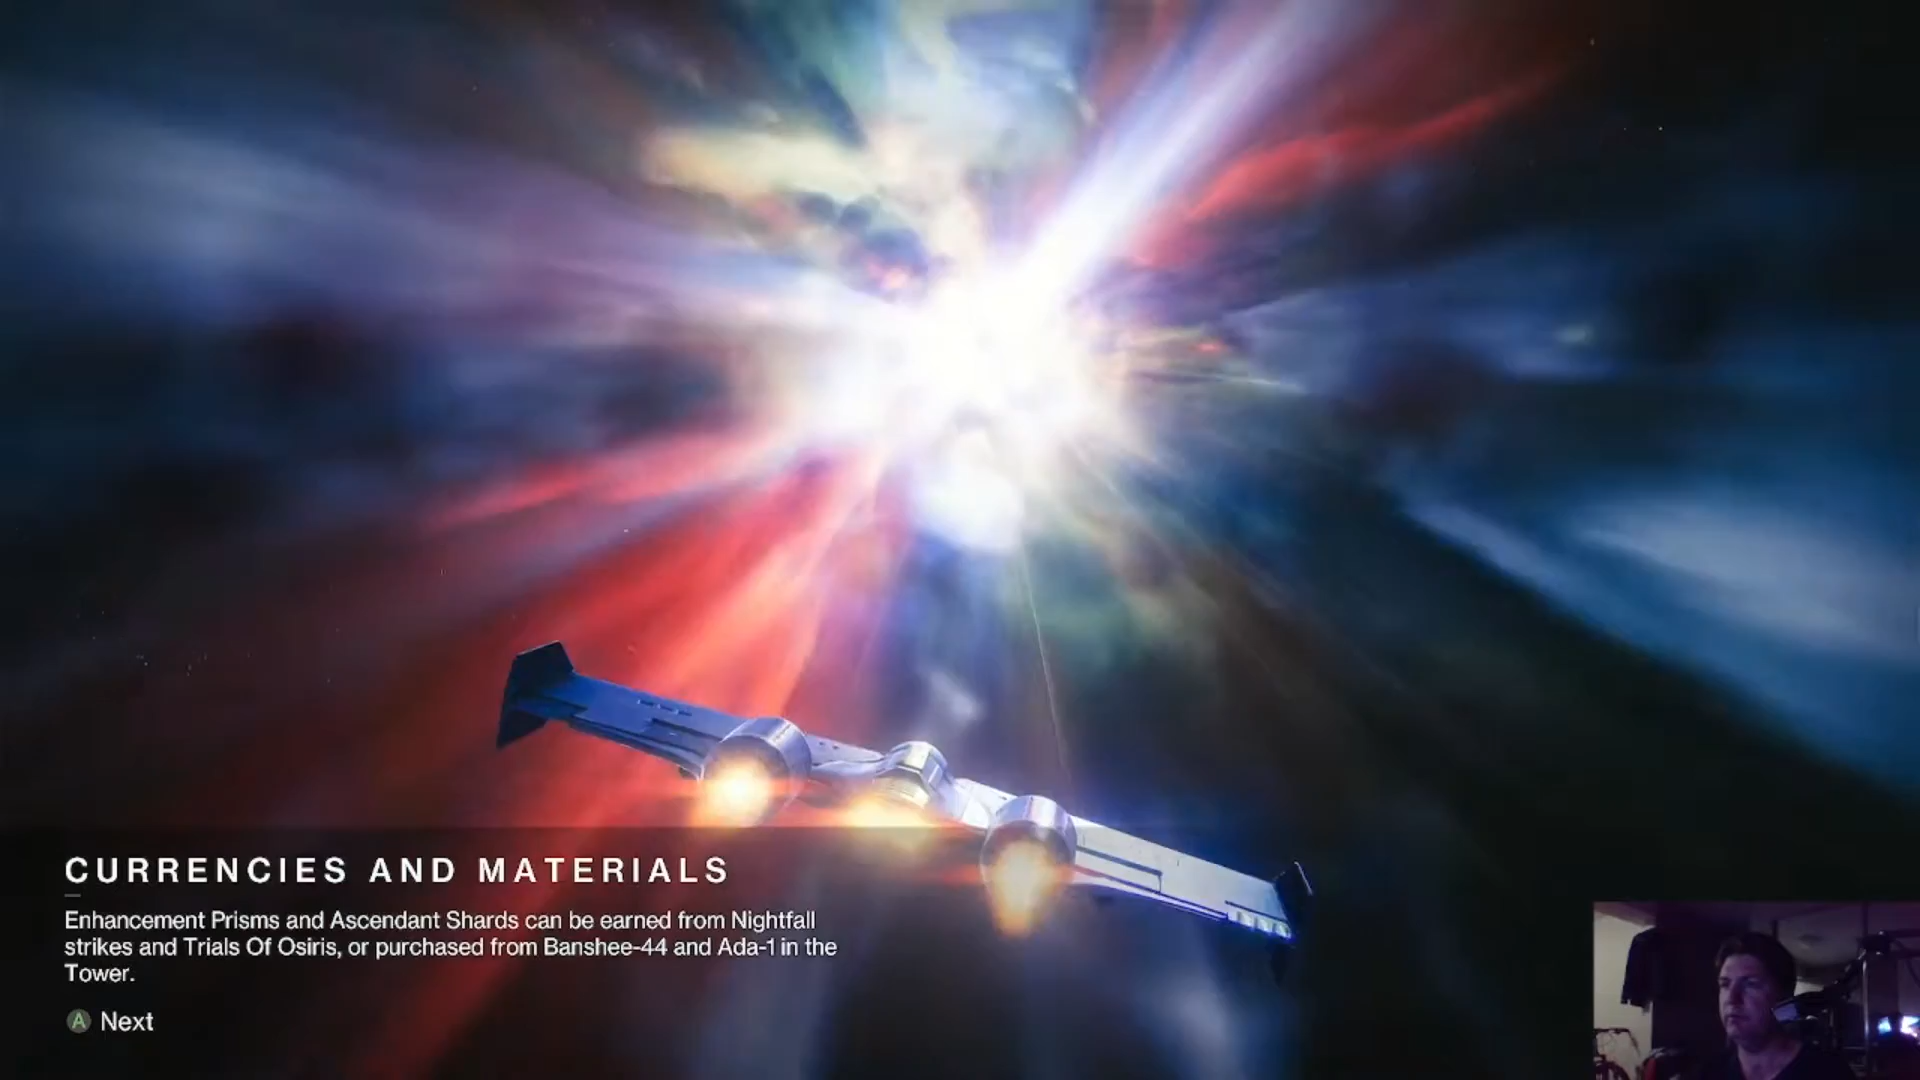 CURRENCIES AND MATERIALS
Enhancement Prisms and Ascendant Shards can be earned from Nightfall
strikes and Trials Of Osiris, or purchased from Banshee-44 and Ada-1 in the
Tower.
A Next